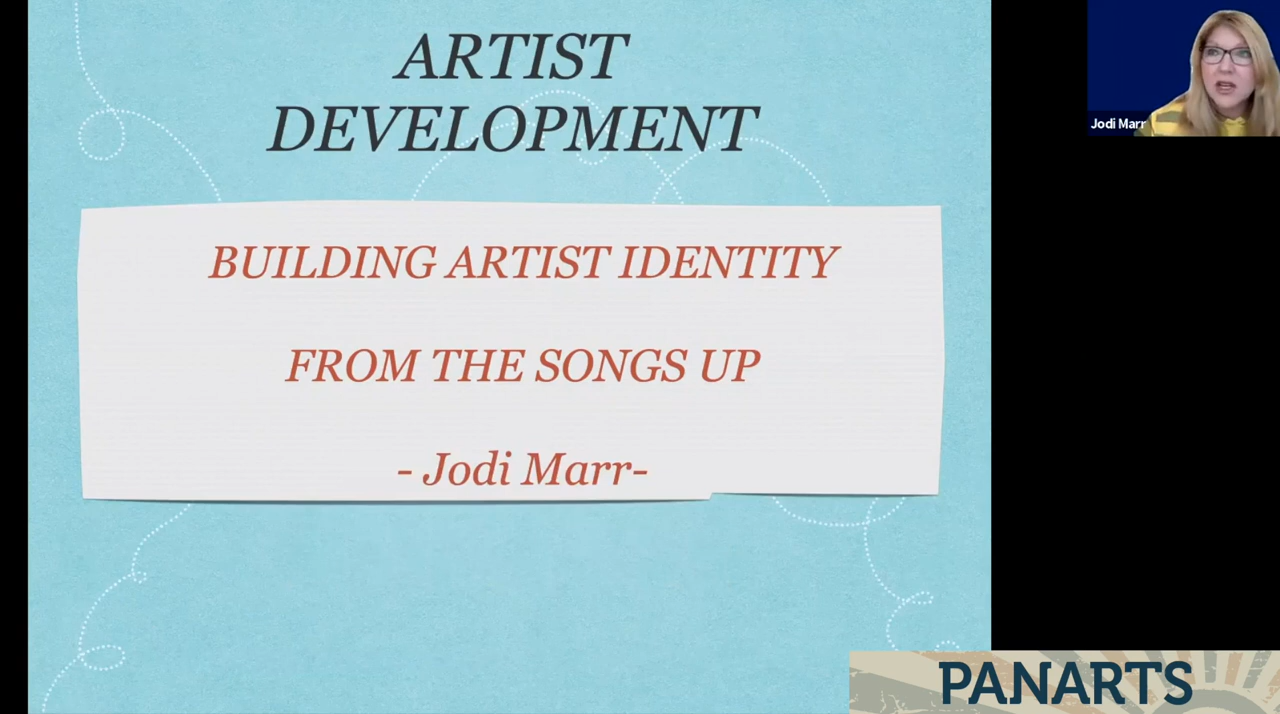 ARTIST
DEVELOPMENT
BUILDING ARTIST IDENTITY
FROM THE SONGS UP
- Jodi Marr-
Jodi Marr
PANARTS